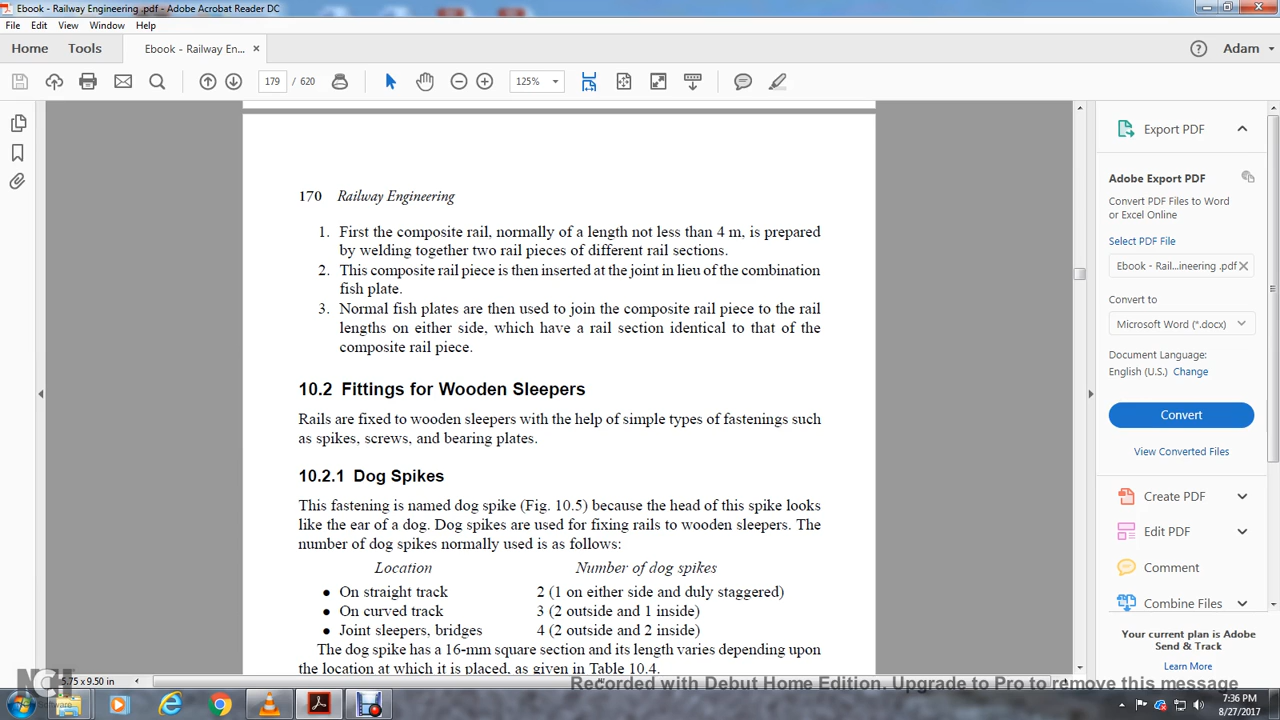 Ebook - Railway Engineering .pdf - Adobe Acrobat Reader DC
File Edit View Window Help
Home Tools Ebook - Railway En... × Adam
179 / 620 125%
Export PDF
Adobe Export PDF
Convert PDF Files to Word
or Excel Online
Select PDF File
Ebook - Rail...ineering .pdf ×
Convert to
Microsoft Word (*.docx)
Document Language:
English (U.S.) Change
Convert
View Converted Files
Create PDF
Edit PDF
Comment
Combine Files
Your current plan is Adobe
Send & Track
Learn More
170 Railway Engineering
1. First the composite rail, normally of a length not less than 4 m, is prepared
by welding together two rail pieces of different rail sections.
2. This composite rail piece is then inserted at the joint in lieu of the combination
fish plate.
3. Normal fish plates are then used to join the composite rail piece to the rail
lengths on either side, which have a rail section identical to that of the
composite rail piece.
10.2 Fittings for Wooden Sleepers
Rails are fixed to wooden sleepers with the help of simple types of fastenings such
as spikes, screws, and bearing plates.
10.2.1 Dog Spikes
This fastening is named dog spike (Fig. 10.5) because the head of this spike looks
like the ear of a dog. Dog spikes are used for fixing rails to wooden sleepers. The
number of dog spikes normally used is as follows:
Location Number of dog spikes
• On straight track 2 (1 on either side and duly staggered)
• On curved track 3 (2 outside and 1 inside)
• Joint sleepers, bridges 4 (2 outside and 2 inside)
The dog spike has a 16-mm square section and its length varies depending upon
the location at which it is placed, as given in Table 10.4.
5.75 x 9.50 in
Recorded with Debut Home Edition. Upgrade to Pro to remove this message
NCH Software
7:36 PM
8/27/2017